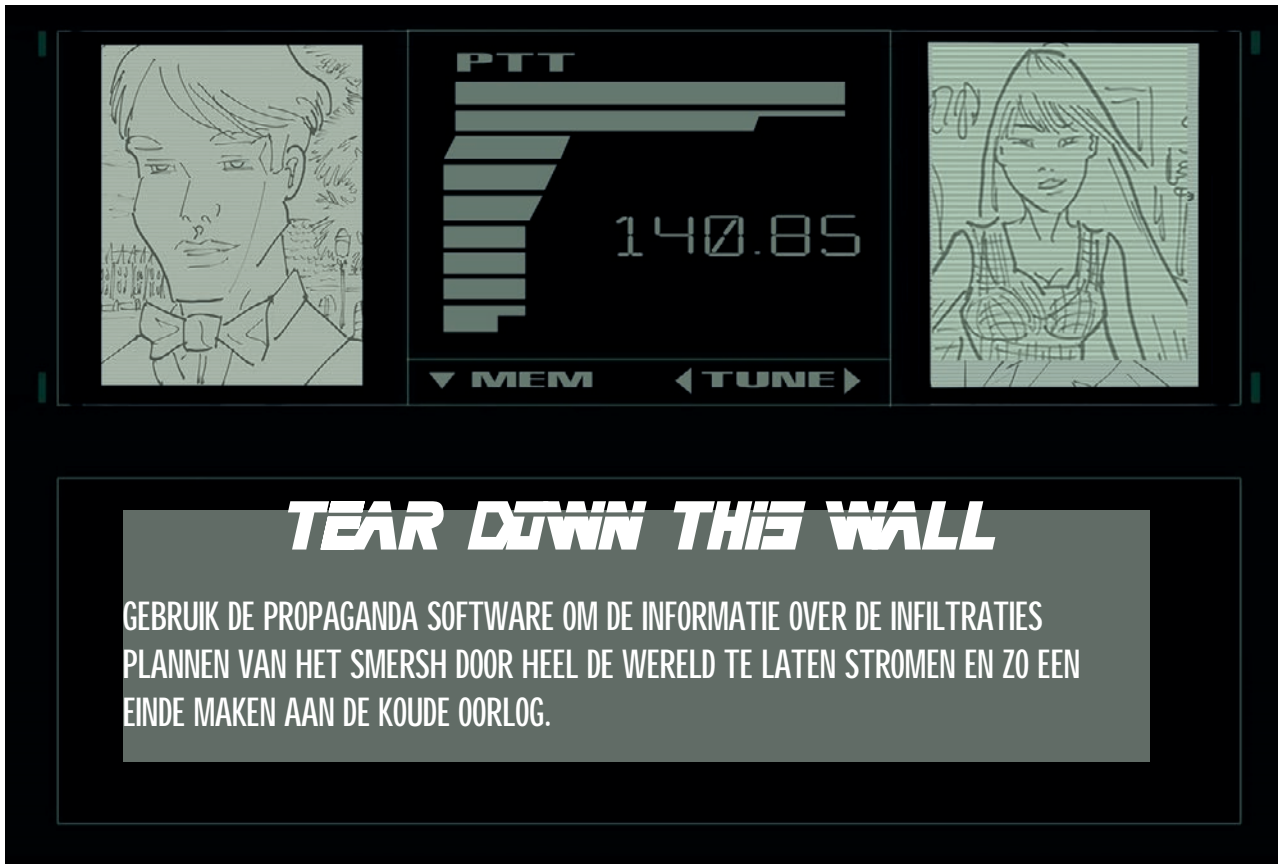 PTT
140.85
MEM
TUNE
TEAR DOWN THIS WALL
GEBRUIK DE PROPAGANDA SOFTWARE OM DE INFORMATIE OVER DE INFILTRATIES
PLANNEN VAN HET SMERSH DOOR HEEL DE WERELD TE LATEN STROMEN EN ZO EEN
EINDE MAKEN AAN DE KOUDE OORLOG.